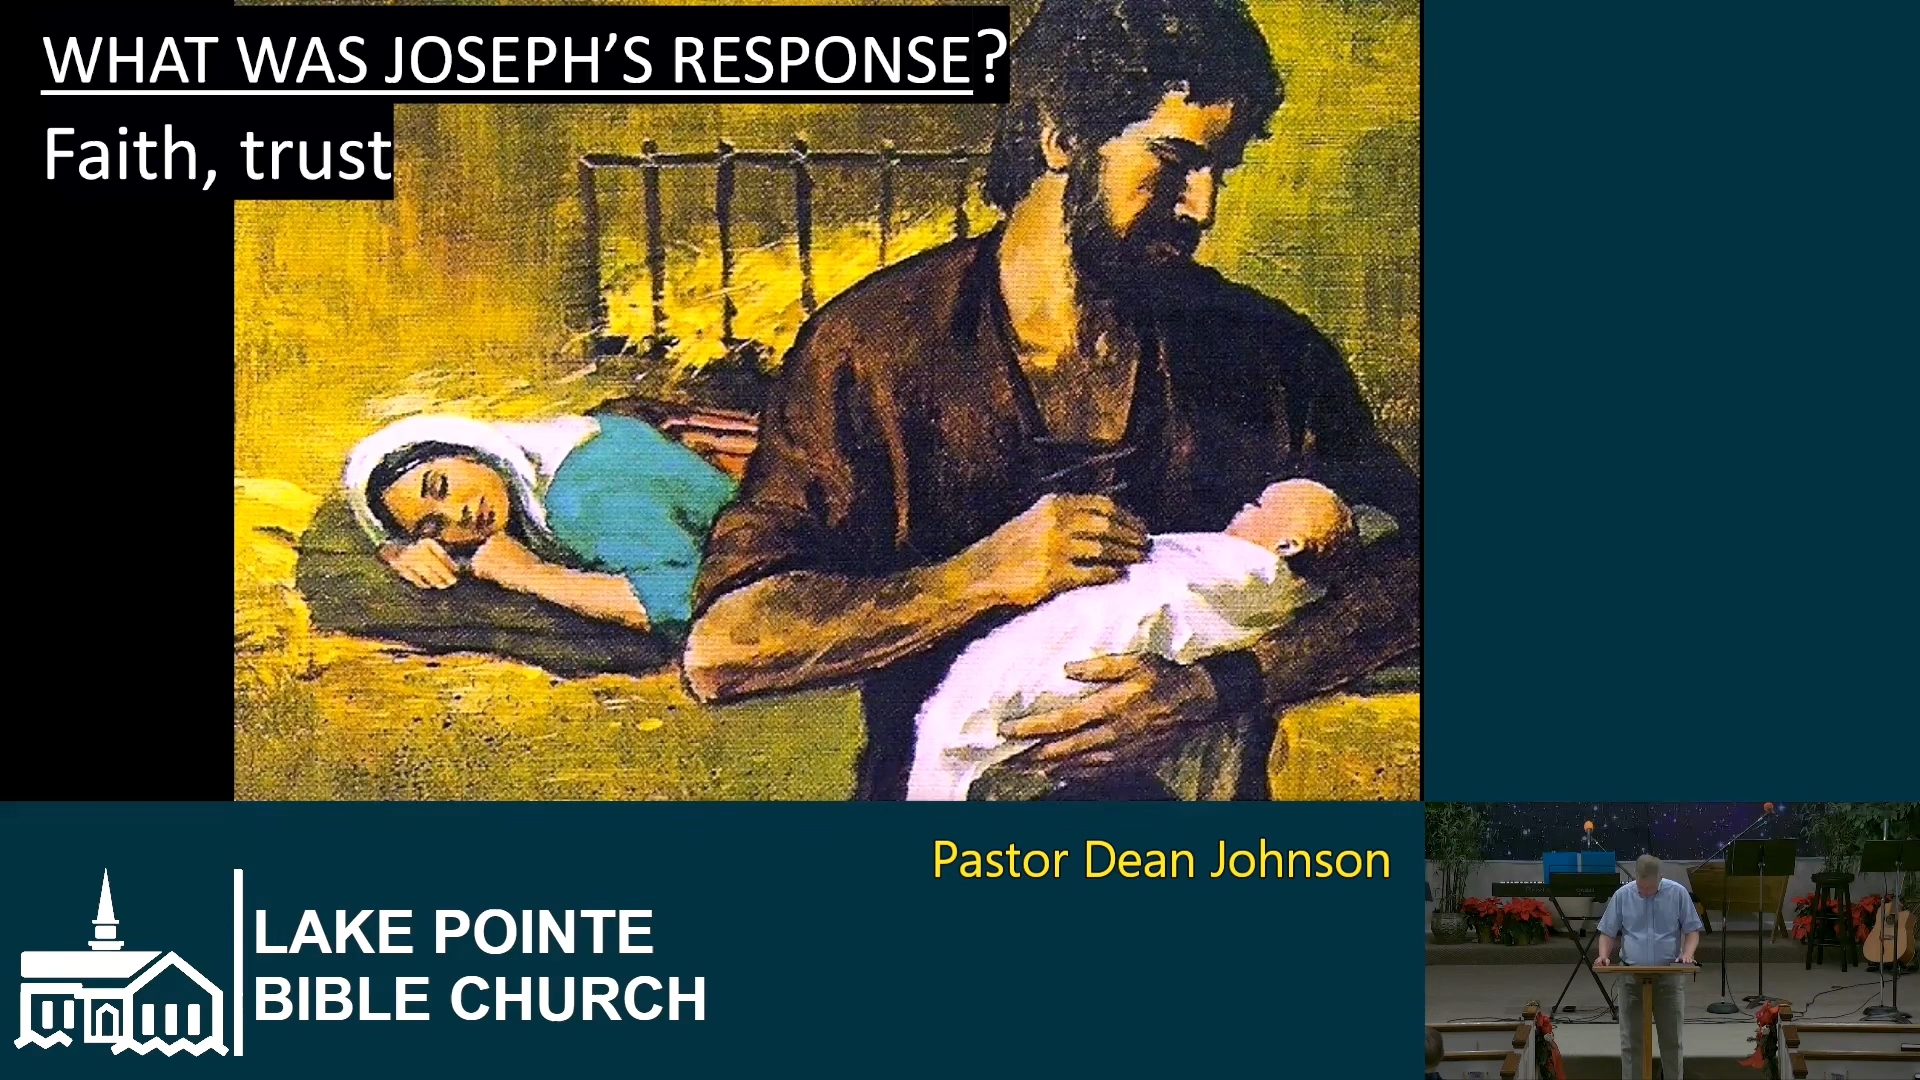 WHAT WAS JOSEPH'S RESPONSE?
Faith, trust
Pastor Dean Johnson
LAKE POINTE
BIBLE CHURCH